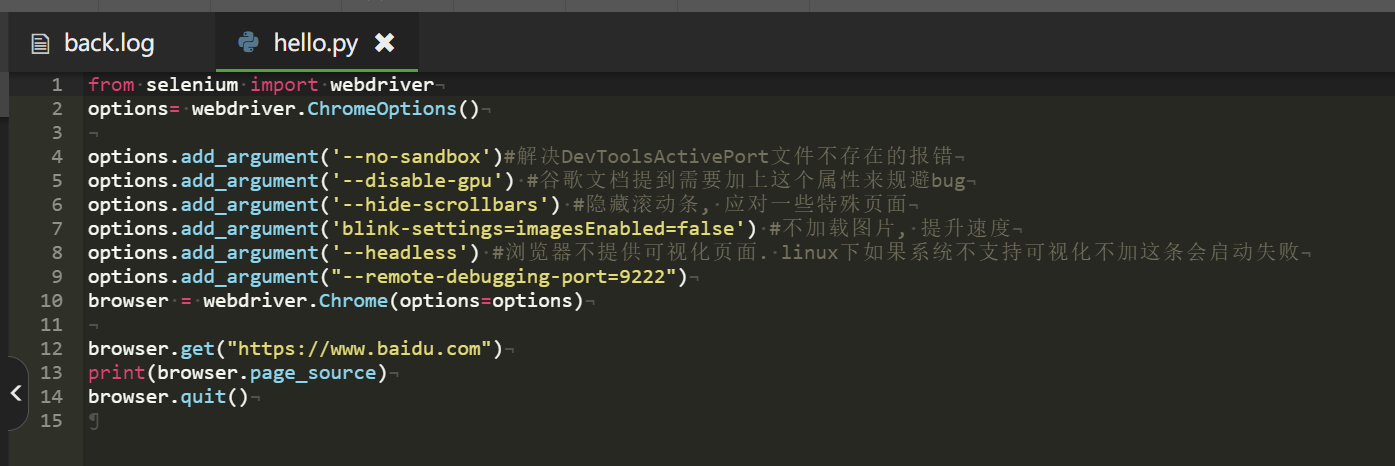 back.log
hello.py
1 from selenium import webdriver
2 options= webdriver.ChromeOptions()
3
4 options.add_argument('--no-sandbox')#解决DevToolsActivePort文件不存在的报错
5 options.add_argument('--disable-gpu') #谷歌文档提到需要加上这个属性来规避bug
6 options.add_argument('--hide-scrollbars') #隐藏滚动条, 应对一些特殊页面
7 options.add_argument('blink-settings=imagesEnabled=false') #不加载图片, 提升速度
8 options.add_argument('--headless') #浏览器不提供可视化页面. linux下如果系统不支持可视化不加这条会启动失败
9 options.add_argument("--remote-debugging-port=9222")
10 browser = webdriver.Chrome(options=options)
11
12 browser.get("https://www.baidu.com")
13 print(browser.page_source)
14 browser.quit()
15